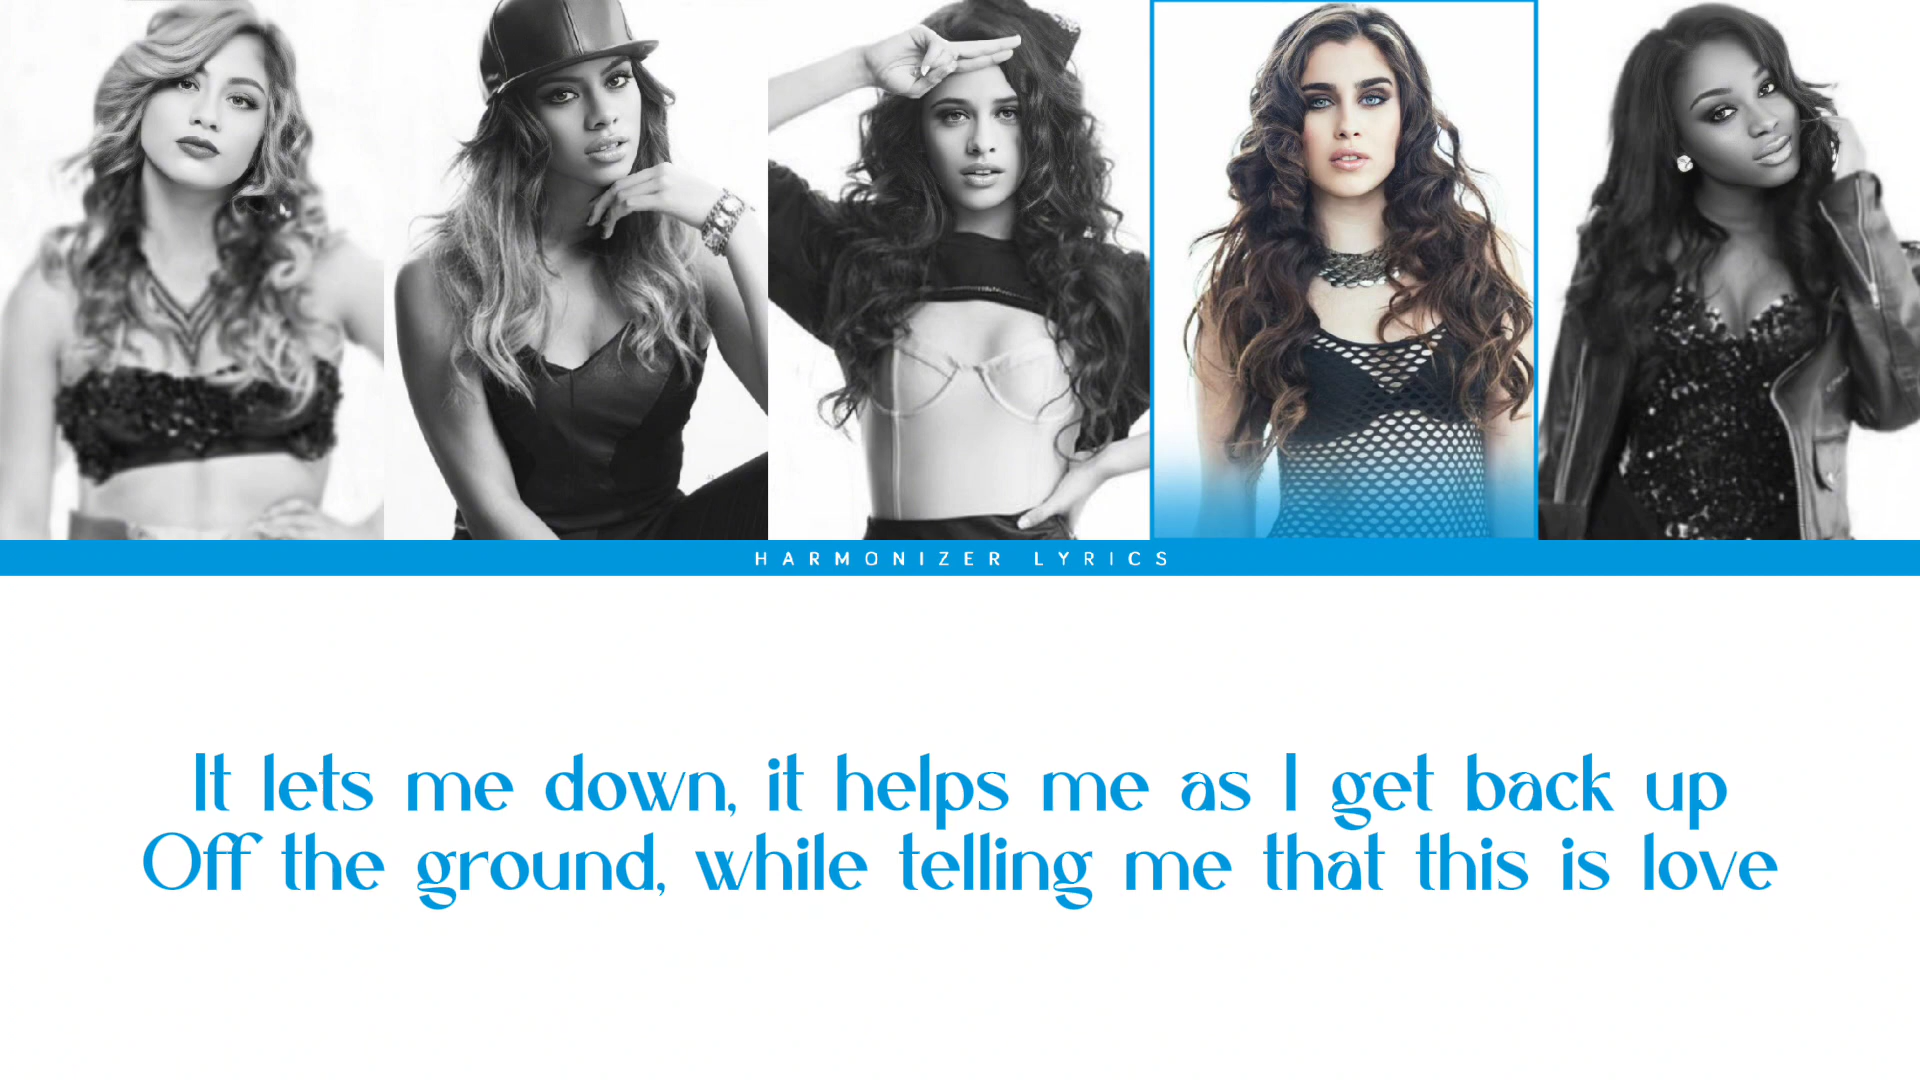 HARMONIZER LYRICS
It lets me down, it helps me as I get back up
Off the ground, while telling me that this is love